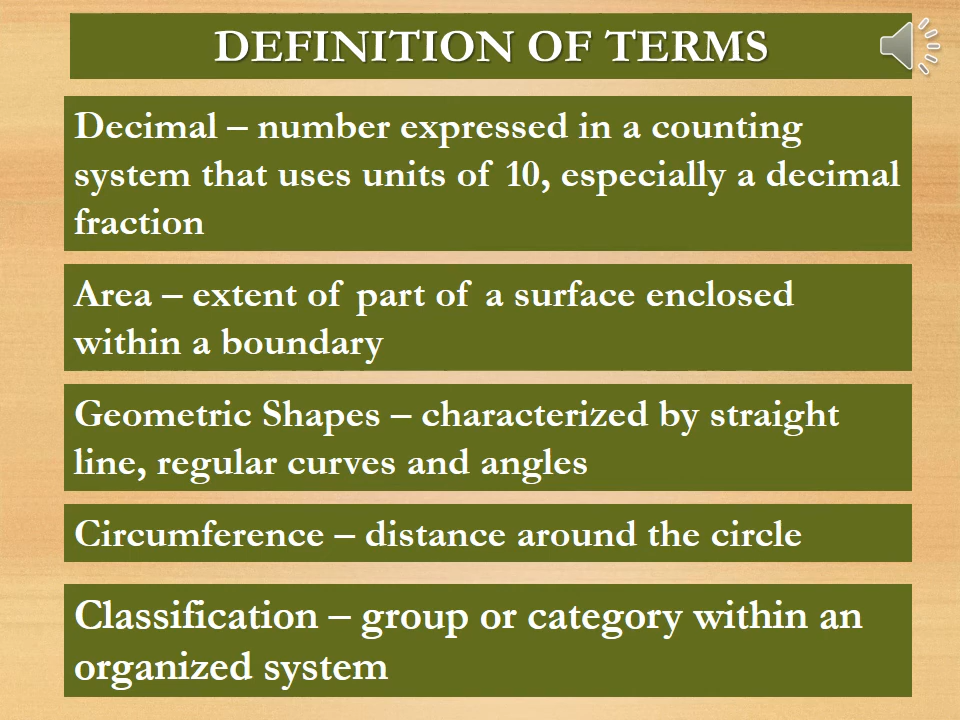 DEFINITION OF TERMS
Decimal – number expressed in a counting
system that uses units of 10, especially a decimal
fraction
Area – extent of part of a surface enclosed
within a boundary
Geometric Shapes – characterized by straight
line, regular curves and angles
Circumference – distance around the circle
Classification – group or category within an
organized system